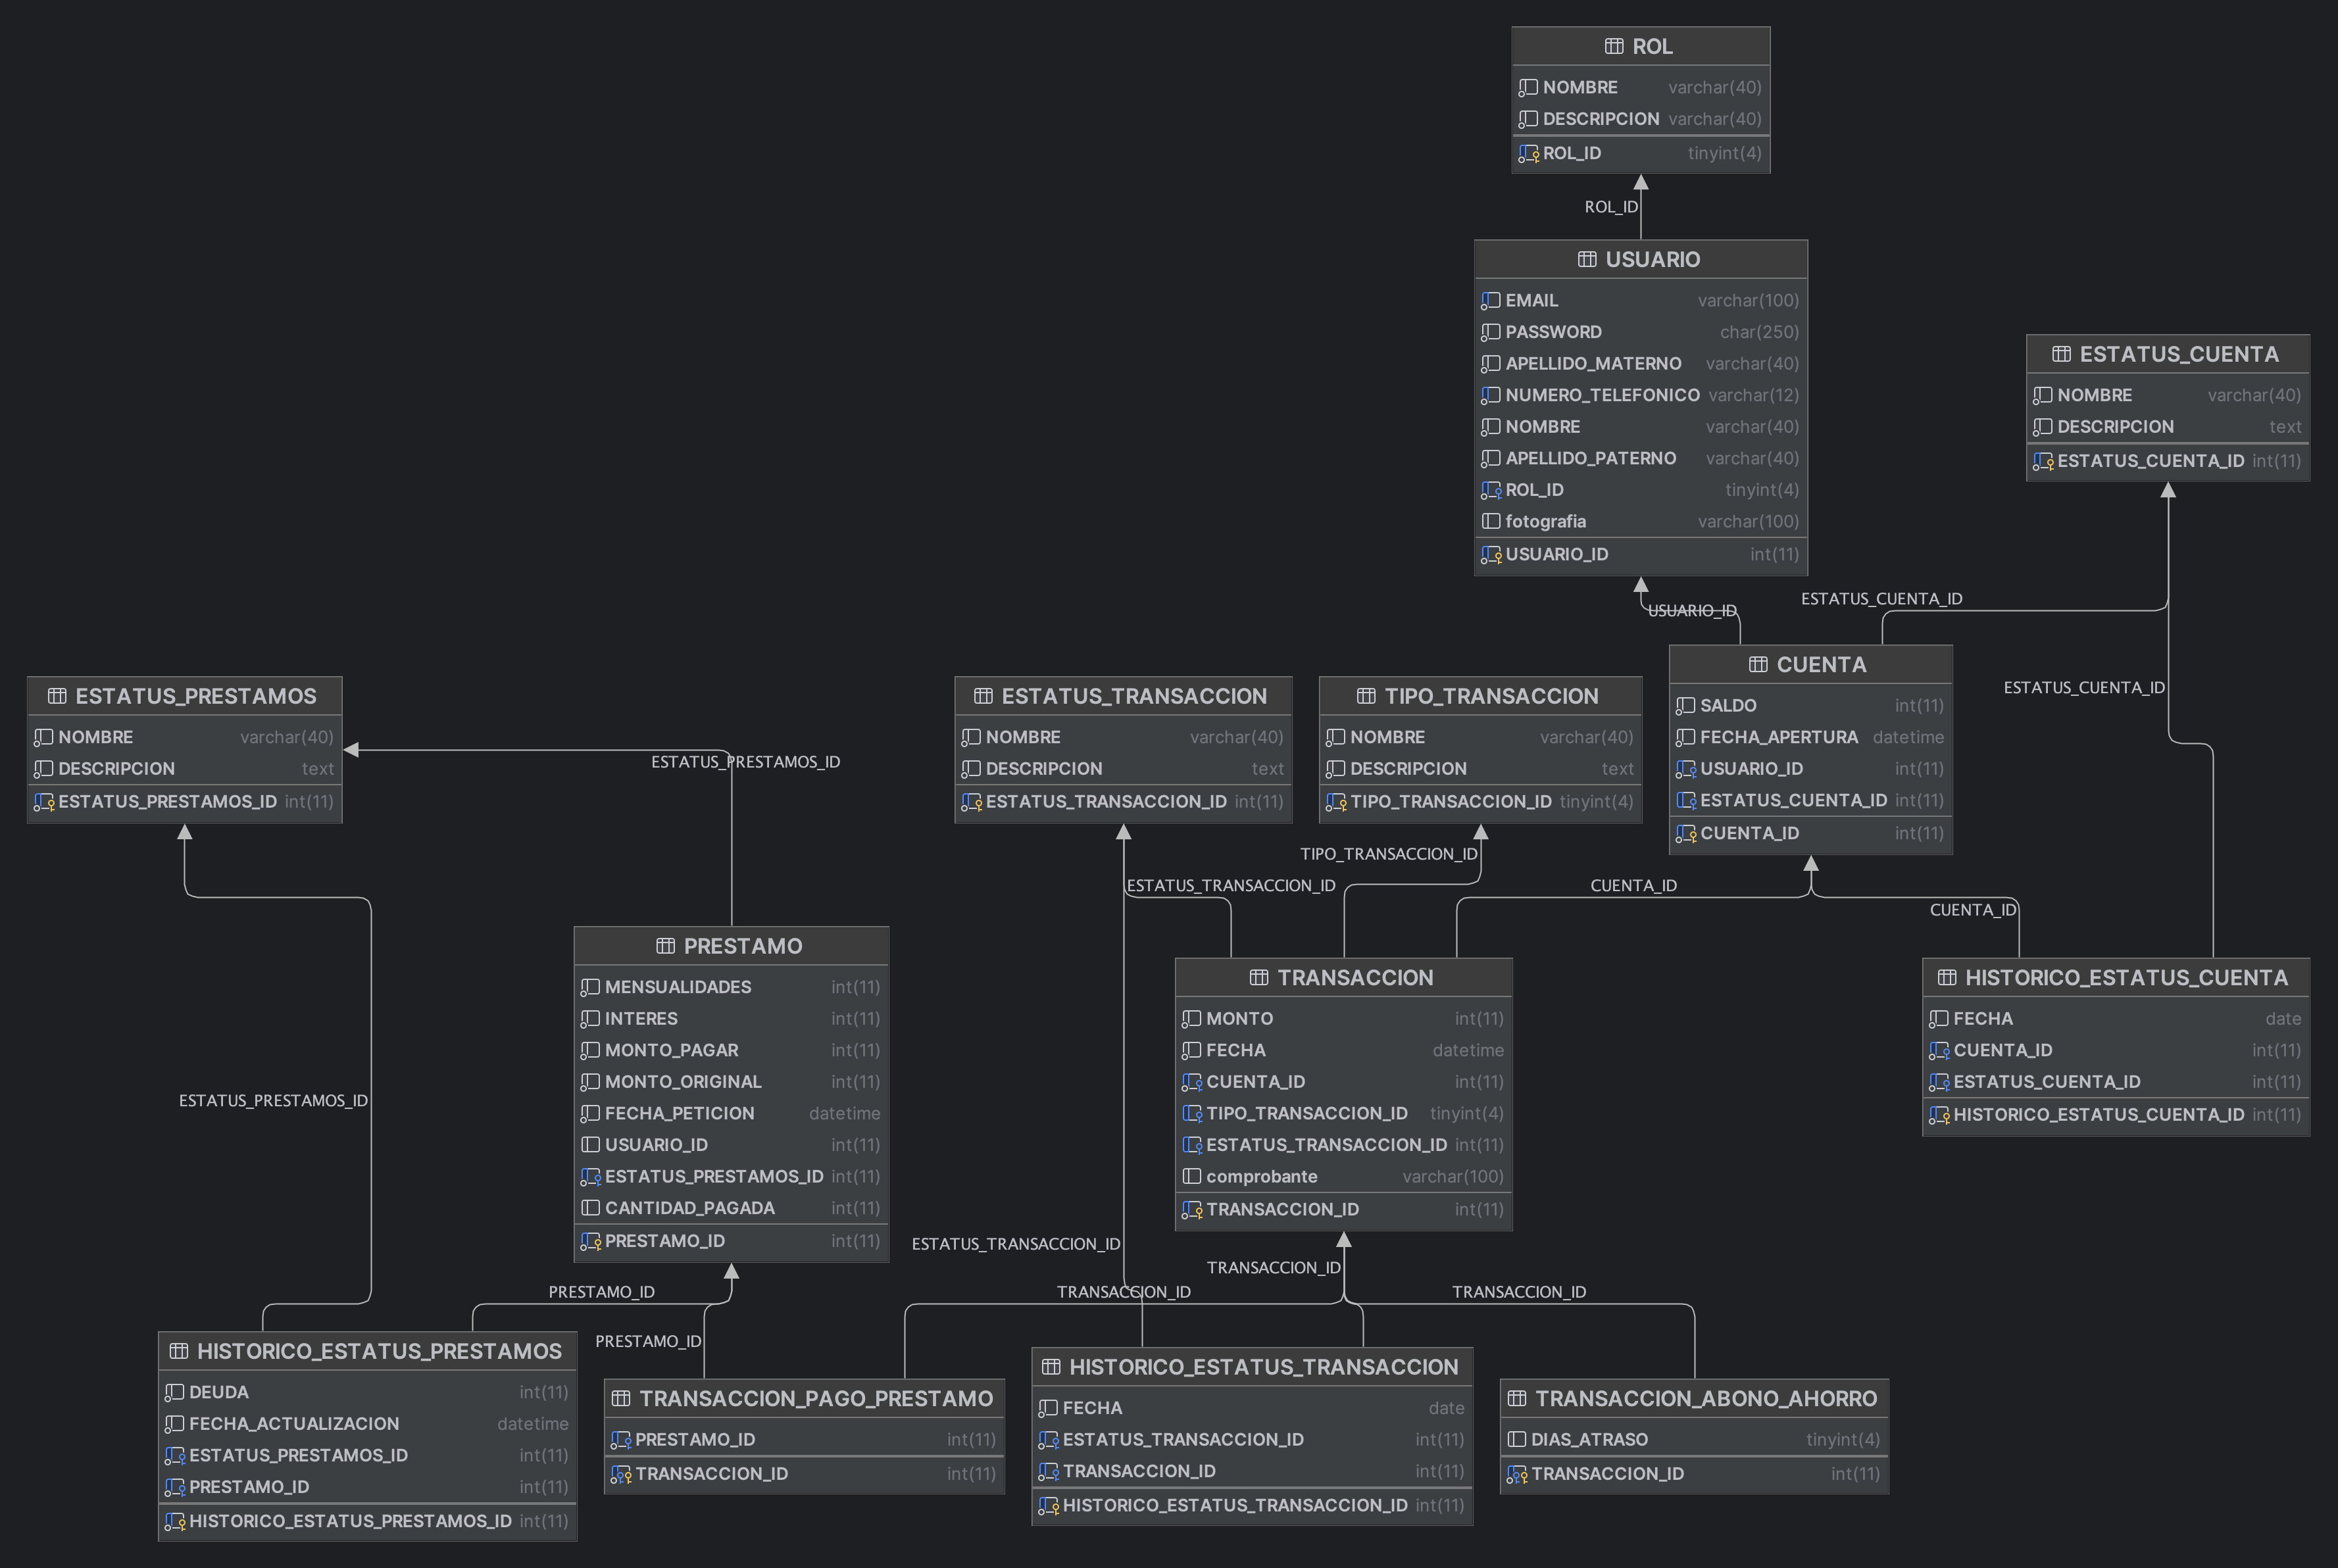 ROL
NOMBRE varchar(40)
DESCRIPCION varchar(40)
ROL_ID tinyint(4)
ROL_ID
USUARIO
EMAIL varchar(100)
PASSWORD char(250)
APELLIDO_MATERNO varchar(40)
NUMERO_TELEFONICO varchar(12)
NOMBRE varchar(40)
APELLIDO_PATERNO varchar(40)
ROL_ID tinyint(4)
fotografia varchar(100)
USUARIO_ID int(11)
ESTATUS_CUENTA
NOMBRE varchar(40)
DESCRIPCION text
ESTATUS_CUENTA_ID int(11)
USUARIO_ID
ESTATUS_CUENTA_ID
ESTATUS_CUENTA_ID
CUENTA
SALDO int(11)
FECHA_APERTURA datetime
USUARIO_ID int(11)
ESTATUS_CUENTA_ID int(11)
CUENTA_ID int(11)
ESTATUS_PRESTAMOS
NOMBRE varchar(40)
DESCRIPCION text
ESTATUS_PRESTAMOS_ID int(11)
ESTATUS_PRESTAMOS_ID
ESTATUS_TRANSACCION
NOMBRE varchar(40)
DESCRIPCION text
ESTATUS_TRANSACCION_ID int(11)
TIPO_TRANSACCION
NOMBRE varchar(40)
DESCRIPCION text
TIPO_TRANSACCION_ID tinyint(4)
TIPO_TRANSACCION_ID
ESTATUS_TRANSACCION_ID
CUENTA_ID
CUENTA_ID
PRESTAMO
MENSUALIDADES int(11)
INTERES int(11)
MONTO_PAGAR int(11)
MONTO_ORIGINAL int(11)
FECHA_PETICION datetime
USUARIO_ID int(11)
ESTATUS_PRESTAMOS_ID int(11)
CANTIDAD_PAGADA int(11)
PRESTAMO_ID int(11)
TRANSACCION
MONTO int(11)
FECHA datetime
CUENTA_ID int(11)
TIPO_TRANSACCION_ID tinyint(4)
ESTATUS_TRANSACCION_ID int(11)
comprobante varchar(100)
TRANSACCION_ID int(11)
HISTORICO_ESTATUS_CUENTA
FECHA date
CUENTA_ID int(11)
ESTATUS_CUENTA_ID int(11)
HISTORICO_ESTATUS_CUENTA_ID int(11)
ESTATUS_PRESTAMOS_ID
ESTATUS_TRANSACCION_ID
TRANSACCION_ID
PRESTAMO_ID
TRANSACCION_ID
TRANSACCION_ID
PRESTAMO_ID
HISTORICO_ESTATUS_PRESTAMOS
DEUDA int(11)
FECHA_ACTUALIZACION datetime
ESTATUS_PRESTAMOS_ID int(11)
PRESTAMO_ID int(11)
HISTORICO_ESTATUS_PRESTAMOS_ID int(11)
TRANSACCION_PAGO_PRESTAMO
PRESTAMO_ID int(11)
TRANSACCION_ID int(11)
HISTORICO_ESTATUS_TRANSACCION
FECHA date
ESTATUS_TRANSACCION_ID int(11)
TRANSACCION_ID int(11)
HISTORICO_ESTATUS_TRANSACCION_ID int(11)
TRANSACCION_ABONO_AHORRO
DIAS_ATRASO tinyint(4)
TRANSACCION_ID int(11)